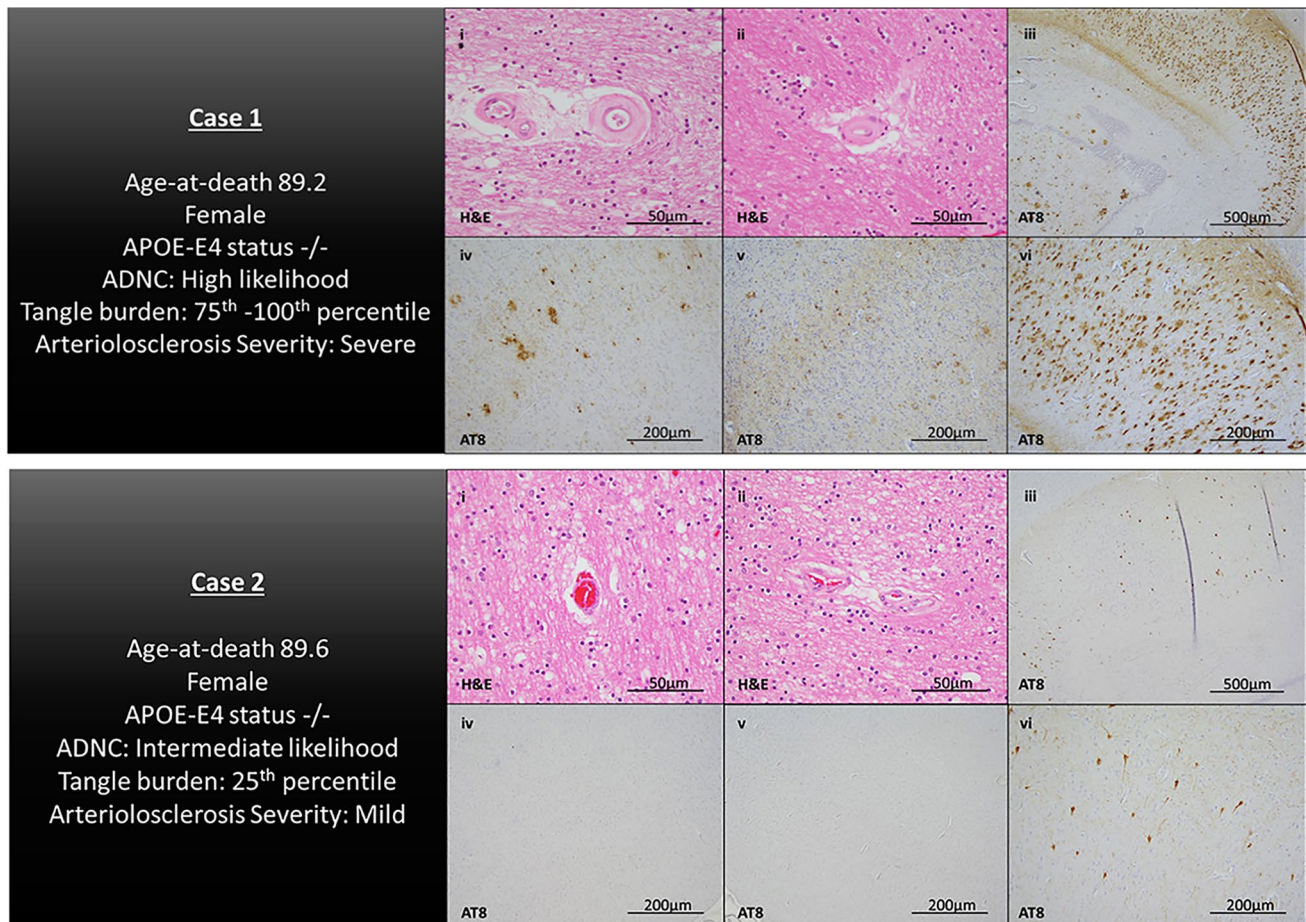 Case 1
Age-at-death 89.2
Female
APOE-E4 status -/-
ADNC: High likelihood
Tangle burden: 75th -100th percentile
Arteriolosclerosis Severity: Severe
i
H&E
50µm
ii
H&E
50µm
iii
AT8
500µm
iv
AT8
200µm
v
AT8
200µm
vi
AT8
200µm
Case 2
Age-at-death 89.6
Female
APOE-E4 status -/-
ADNC: Intermediate likelihood
Tangle burden: 25th percentile
Arteriolosclerosis Severity: Mild
i
H&E
50µm
ii
H&E
50µm
iii
AT8
500µm
iv
AT8
200µm
v
AT8
200µm
vi
AT8
200µm